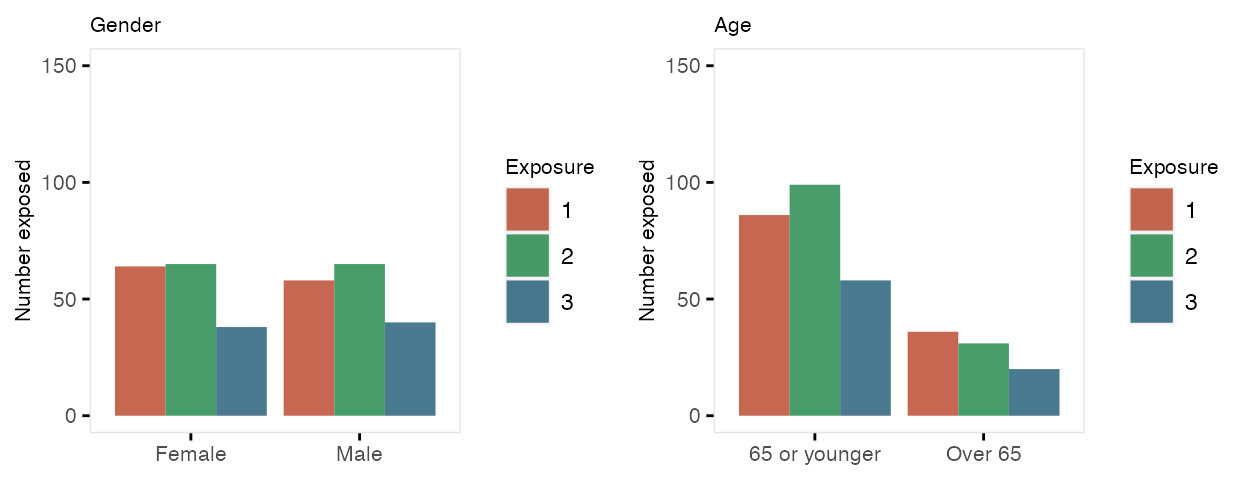 Gender
Number exposed
150
100
50
0
Female Male
Exposure
1
2
3
Age
Number exposed
150
100
50
0
65 or younger Over 65
Exposure
1
2
3